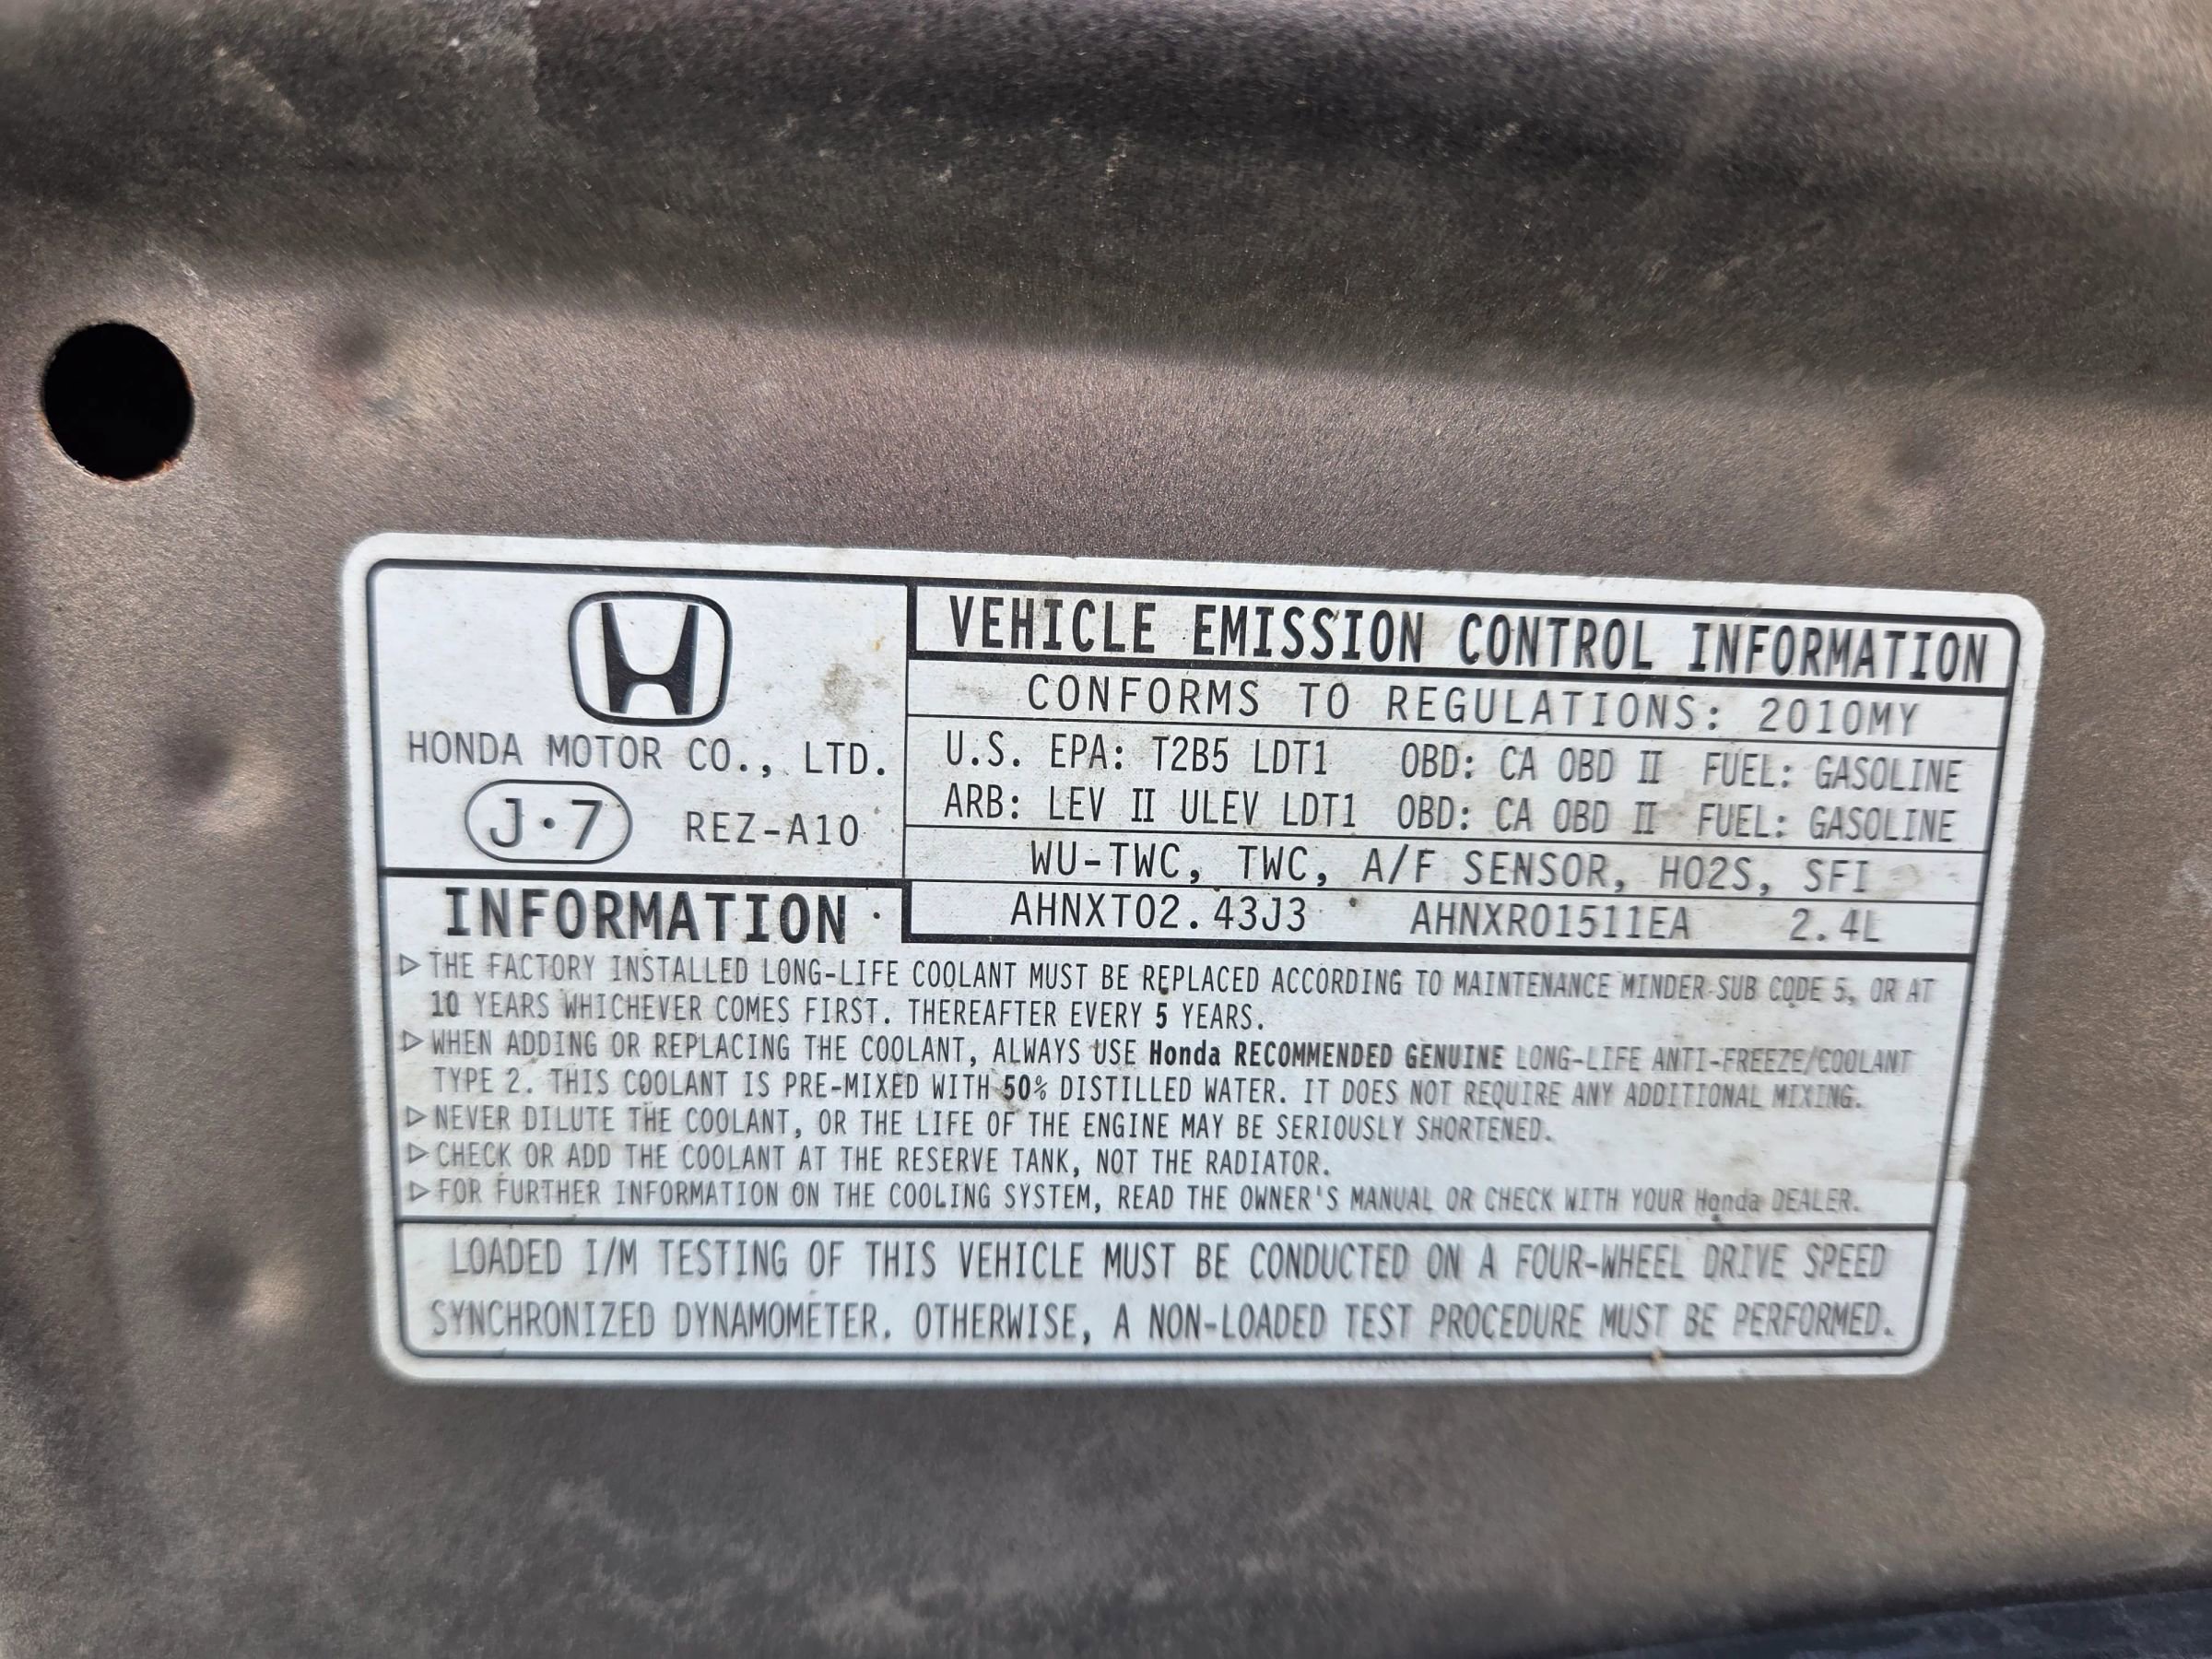 HONDA MOTOR CO., LTD.
J·7 REZ-A10
VEHICLE EMISSION CONTROL INFORMATION
CONFORMS TO REGULATIONS: 2010MY
U.S. EPA: T2B5 LDT1 OBD: CA OBD II FUEL: GASOLINE
ARB: LEV II ULEV LDT1 OBD: CA OBD II FUEL: GASOLINE
WU-TWC, TWC, A/F SENSOR, HO2S, SFI
AHNXT02.43J3 AHNXR01511EA 2.4L
INFORMATION
▷THE FACTORY INSTALLED LONG-LIFE COOLANT MUST BE REPLACED ACCORDING TO MAINTENANCE MINDER SUB CODE 5, OR AT
10 YEARS WHICHEVER COMES FIRST. THEREAFTER EVERY 5 YEARS.
▷WHEN ADDING OR REPLACING THE COOLANT, ALWAYS USE Honda RECOMMENDED GENUINE LONG-LIFE ANTI-FREEZE/COOLANT
TYPE 2. THIS COOLANT IS PRE-MIXED WITH 50% DISTILLED WATER. IT DOES NOT REQUIRE ANY ADDITIONAL MIXING.
▷NEVER DILUTE THE COOLANT, OR THE LIFE OF THE ENGINE MAY BE SERIOUSLY SHORTENED.
▷CHECK OR ADD THE COOLANT AT THE RESERVE TANK, NOT THE RADIATOR.
▷FOR FURTHER INFORMATION ON THE COOLING SYSTEM, READ THE OWNER'S MANUAL OR CHECK WITH YOUR Honda DEALER.
LOADED I/M TESTING OF THIS VEHICLE MUST BE CONDUCTED ON A FOUR-WHEEL DRIVE SPEED
SYNCHRONIZED DYNAMOMETER. OTHERWISE, A NON-LOADED TEST PROCEDURE MUST BE PERFORMED.